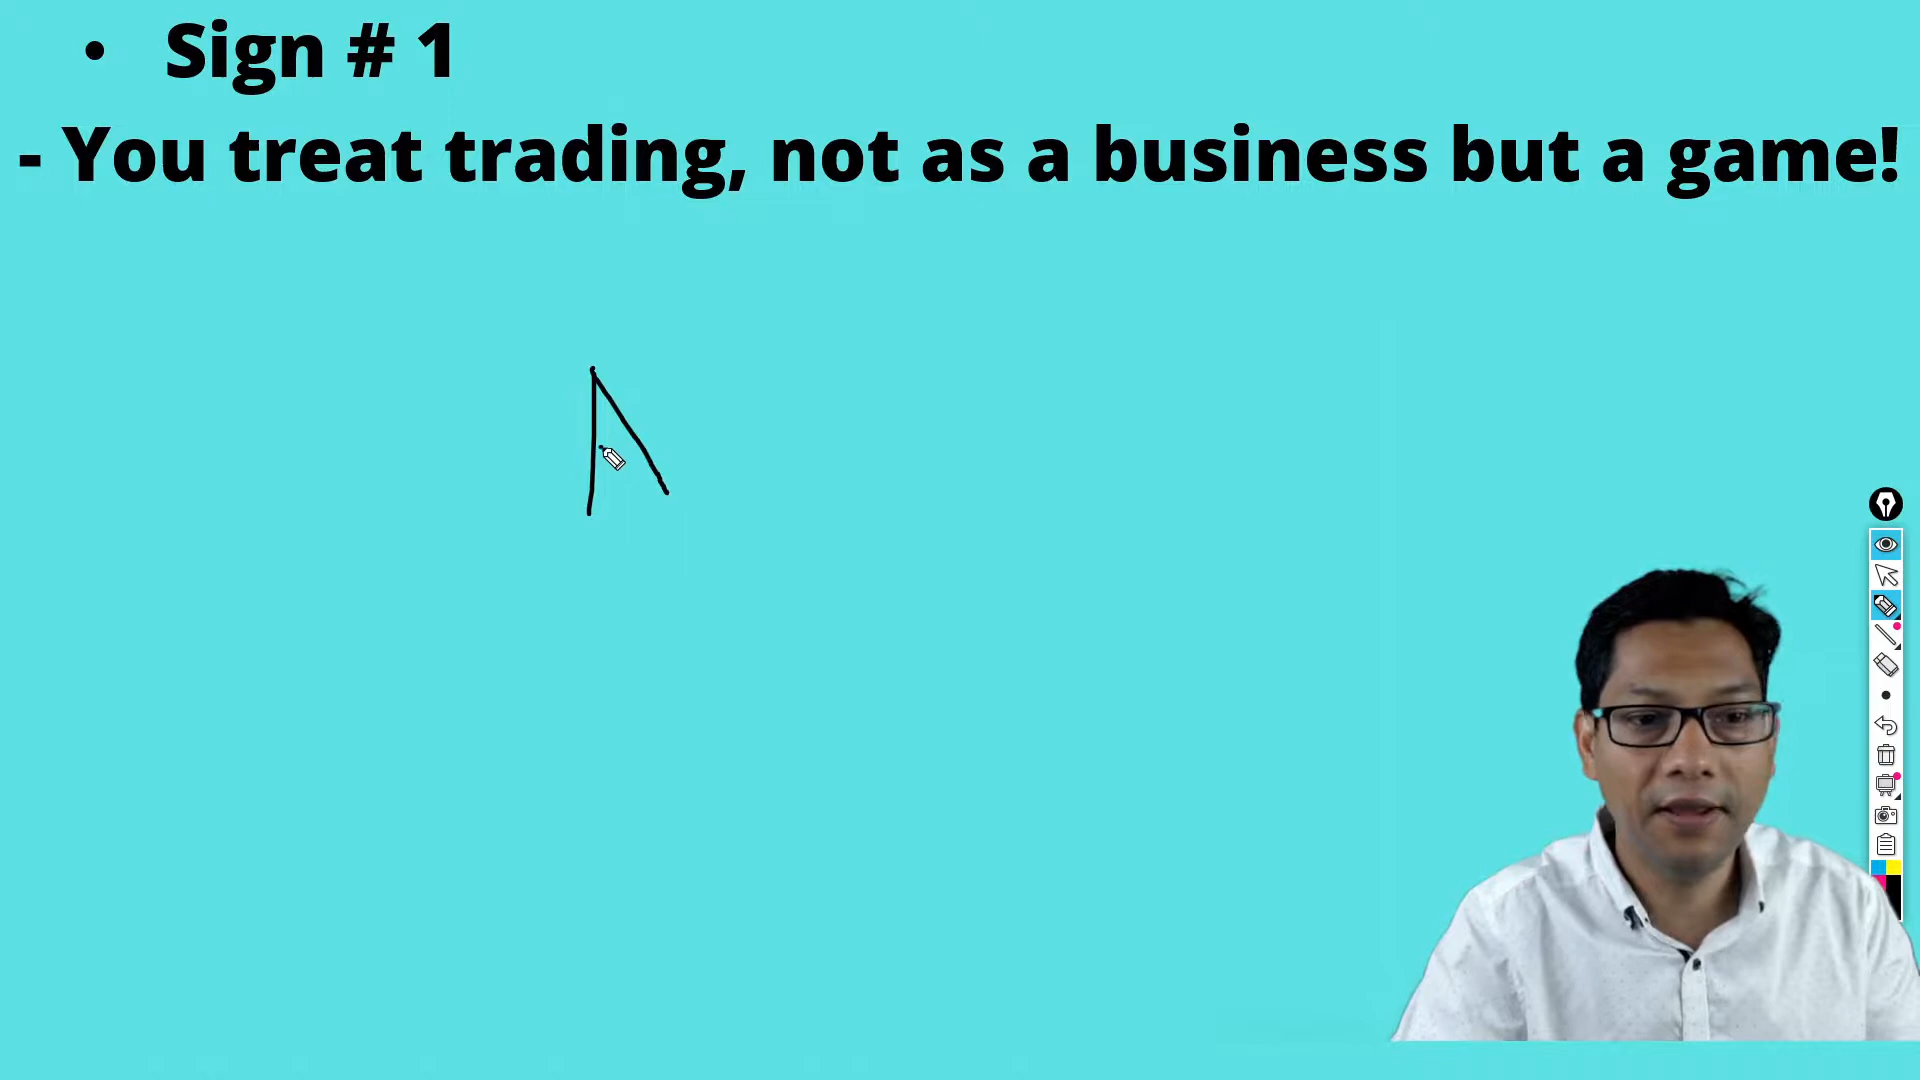 • Sign # 1
- You treat trading, not as a business but a game!